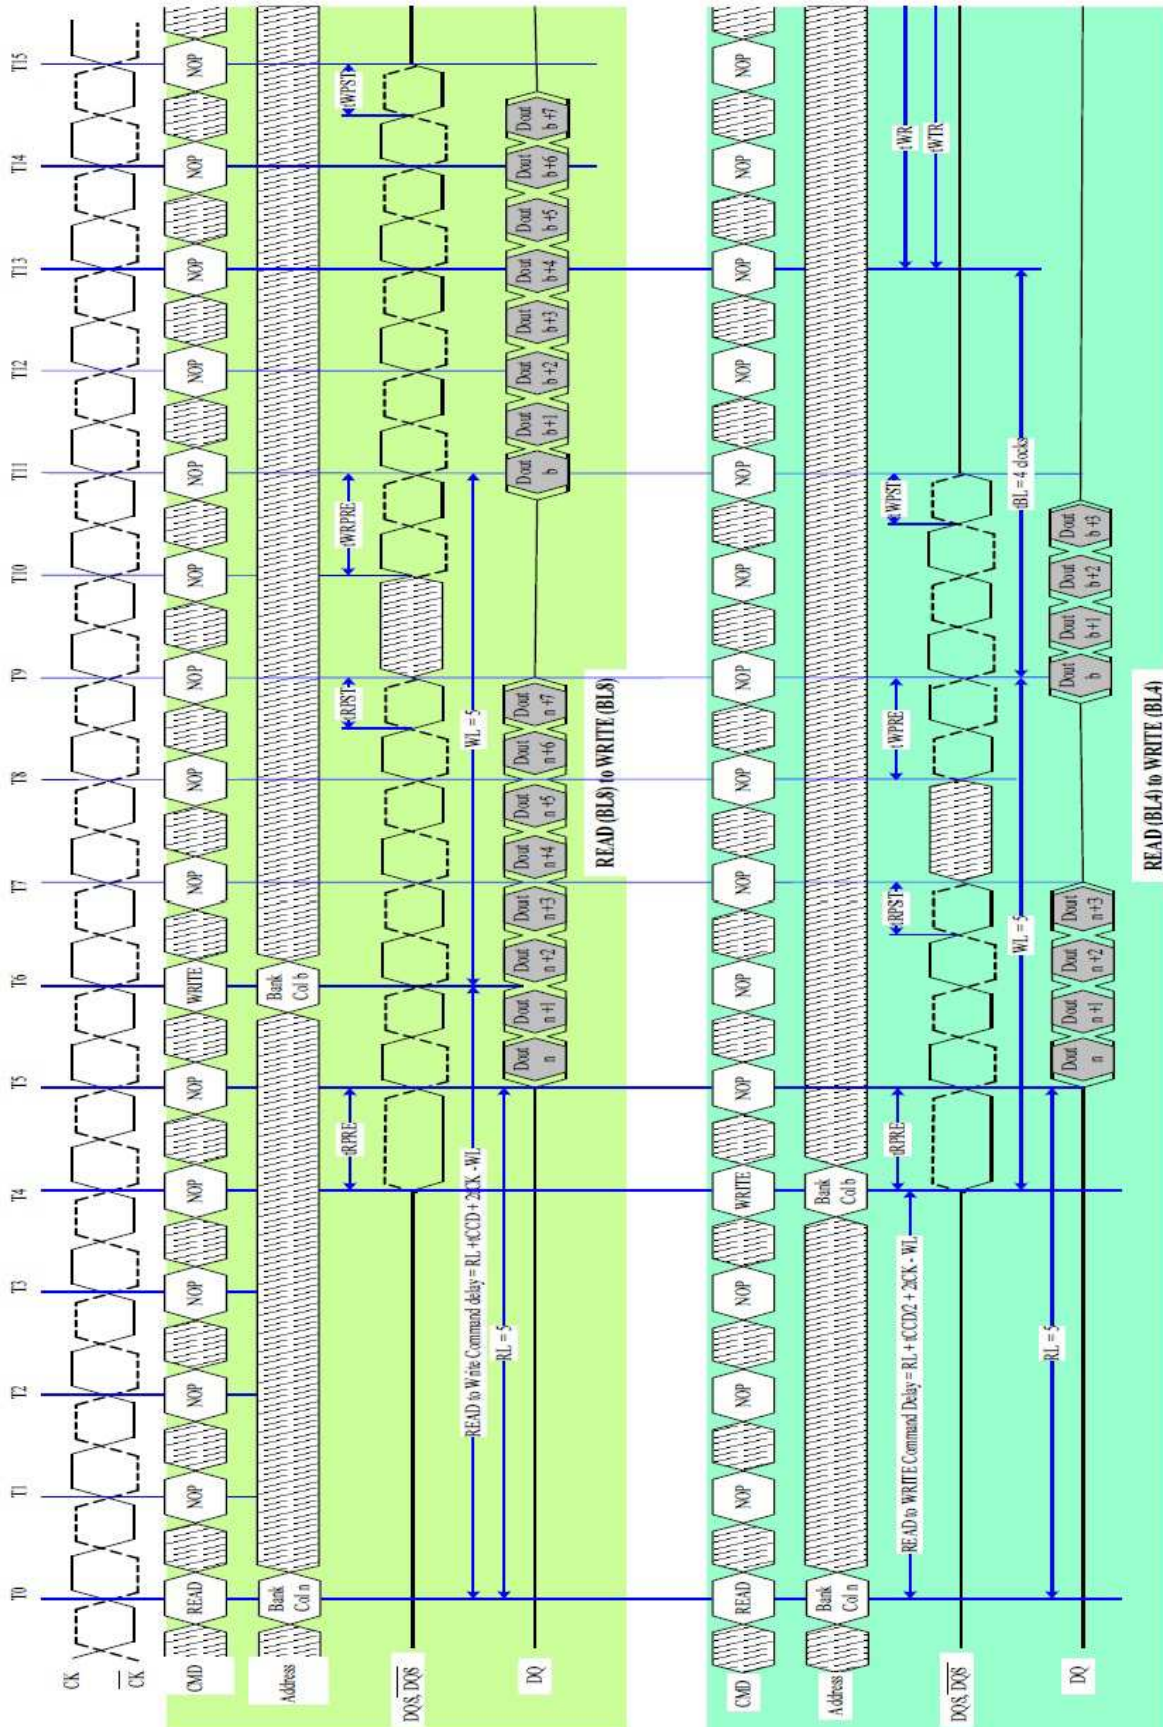 T0 T1 T2 T3 T4 T5 T6 T7 T8 T9 T10 T11 T12 T13 T14 T15
CK
CK
CMD READ NOP NOP NOP NOP NOP WRITE NOP NOP NOP NOP NOP NOP NOP NOP NOP
Bank Bank
Address
Col n Col b
tRPRE tRPST tWRPRE tWPST
DQS, DQS
READ to Write Command delay = RL +tCCD + 2tCK - WL WL = 5
RL = 5
Dout Dout Dout Dout Dout Dout Dout Dout Dout Dout Dout Dout Dout Dout Dout Dout
DQ
n n+1 n+2 n+3 n+4 n+5 n+6 n+7 b b+1 b+2 b+3 b+4 b+5 b+6 b+7
READ (BL8) to WRITE (BL8)
CMD READ NOP NOP NOP WRITE NOP NOP NOP NOP NOP NOP NOP NOP NOP NOP NOP
Bank Bank
Address
Col n Col b
tRPRE tRPST tWPRE tWPST tWR
READ to WRITE Command Delay = RL + tCCD/2 + 2tCK - WL
tWTR
DQS, DQS
WL = 5 tBL = 4 clocks
RL = 5
Dout Dout Dout Dout Dout Dout Dout Dout
DQ
n n+1 n+2 n+3 b b+1 b+2 b+3
READ (BL4) to WRITE (BL4)